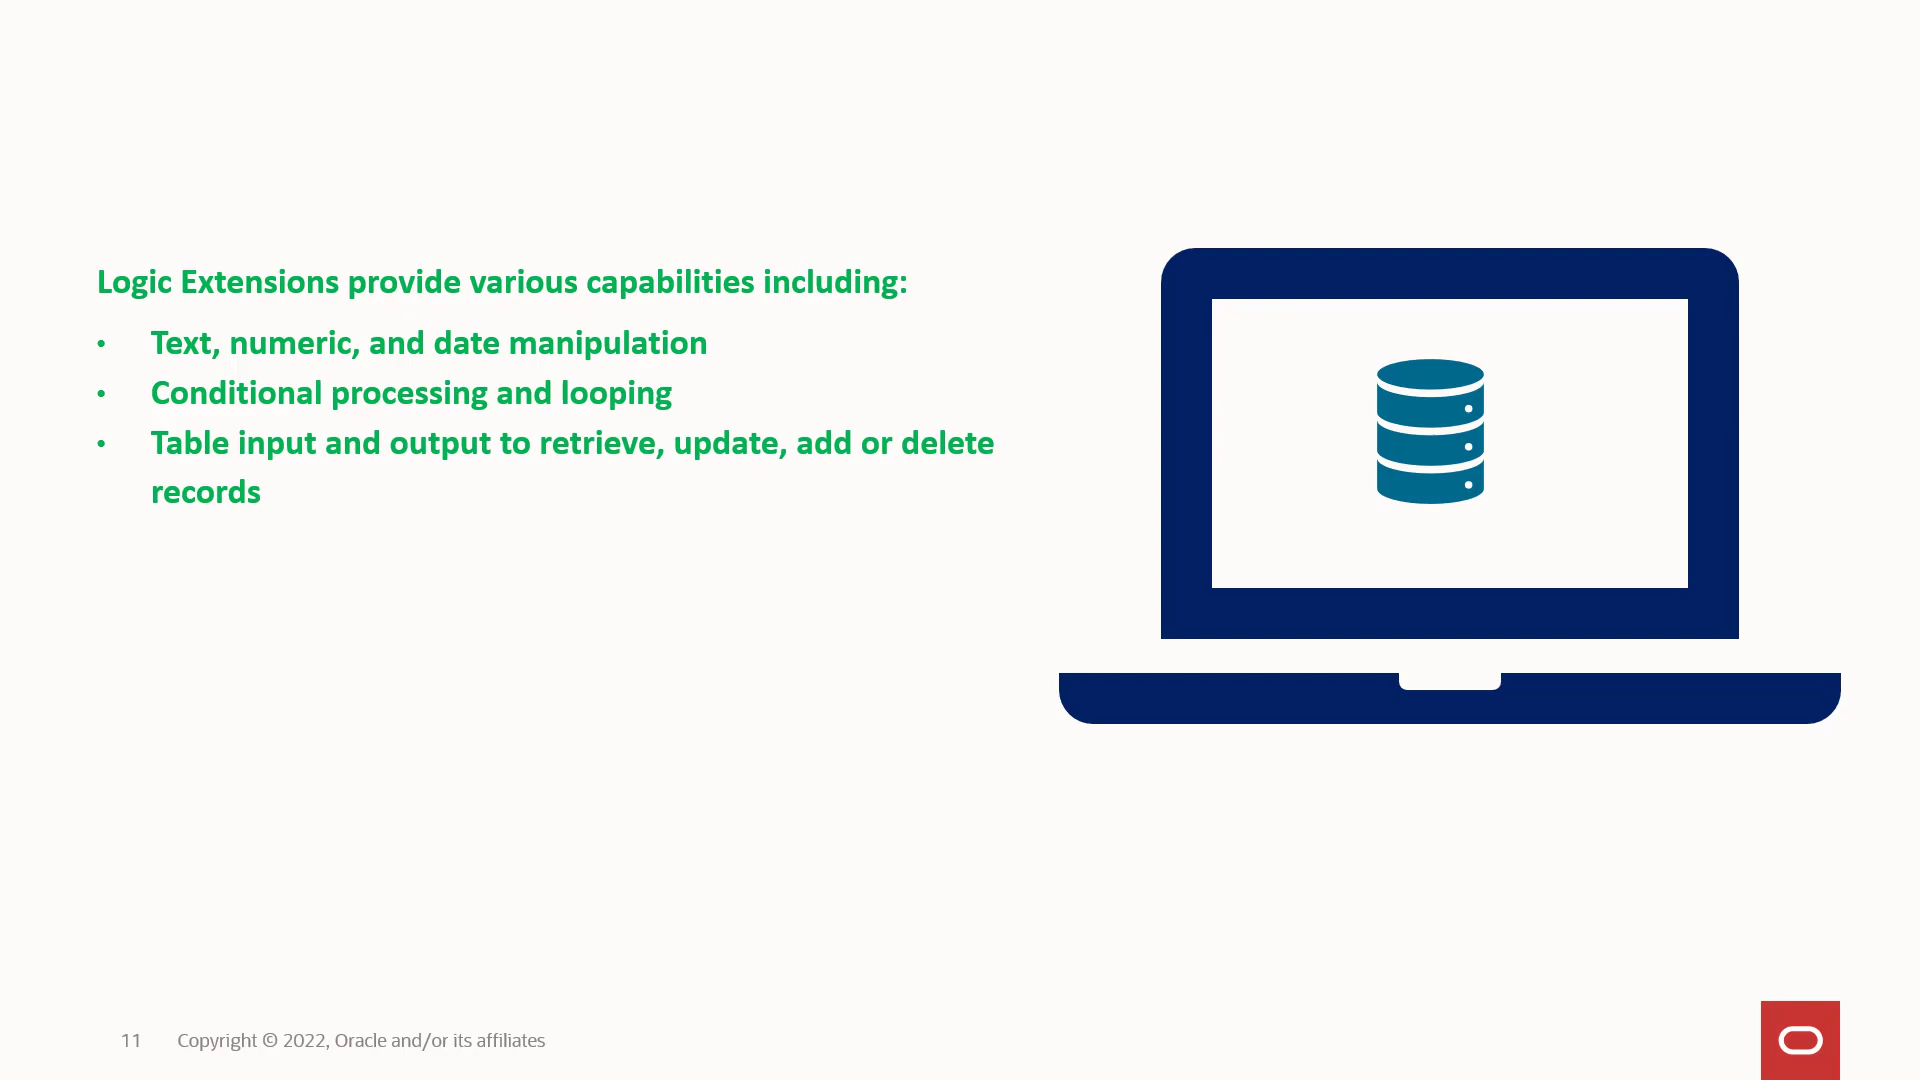 Logic Extensions provide various capabilities including:
• Text, numeric, and date manipulation
• Conditional processing and looping
• Table input and output to retrieve, update, add or delete
records
11 Copyright © 2022, Oracle and/or its affiliates